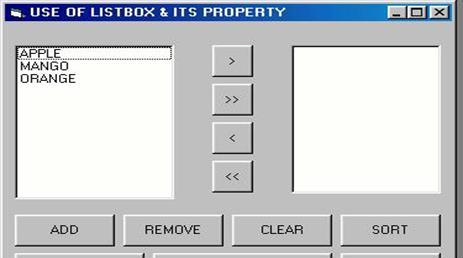 USE OF LISTBOX & ITS PROPERTY
APPLE
MANGO
ORANGE
>
>>
<
<<
ADD REMOVE CLEAR SORT